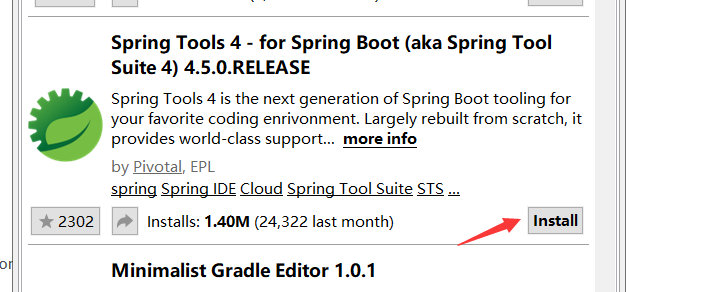 Spring Tools 4 - for Spring Boot (aka Spring Tool
Suite 4) 4.5.0.RELEASE
Spring Tools 4 is the next generation of Spring Boot tooling for
your favorite coding enrivonment. Largely rebuilt from scratch, it
provides world-class support... more info
by Pivotal, EPL
spring Spring IDE Cloud Spring Tool Suite STS ...
2302 Installs: 1.40M (24,322 last month) Install
or
Minimalist Gradle Editor 1.0.1